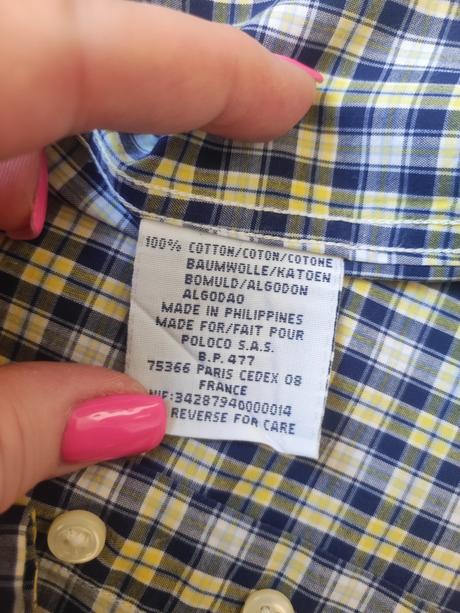 100% COTTON/COTON/COTONE
BAUMWOLLE/KATOEN
BOMULD/ALGODON
ALGODAO
MADE IN PHILIPPINES
MADE FOR/FAIT POUR
POLOCO S.A.S.
B.P. 477
75366 PARIS CEDEX 08
FRANCE
NIF:34287940000014
REVERSE FOR CARE